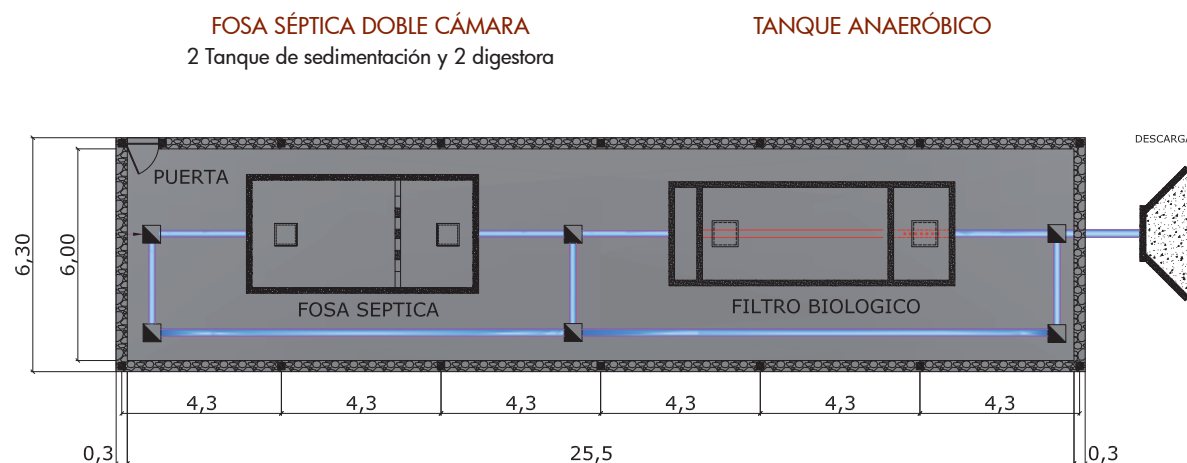 FOSA SÉPTICA DOBLE CÁMARA
2 Tanque de sedimentación y 2 digestora
TANQUE ANAERÓBICO
DESCARGA
PUERTA
6,30
6,00
FOSA SEPTICA
FILTRO BIOLOGICO
4,3
4,3
4,3
4,3
4,3
4,3
0,3
25,5
0,3